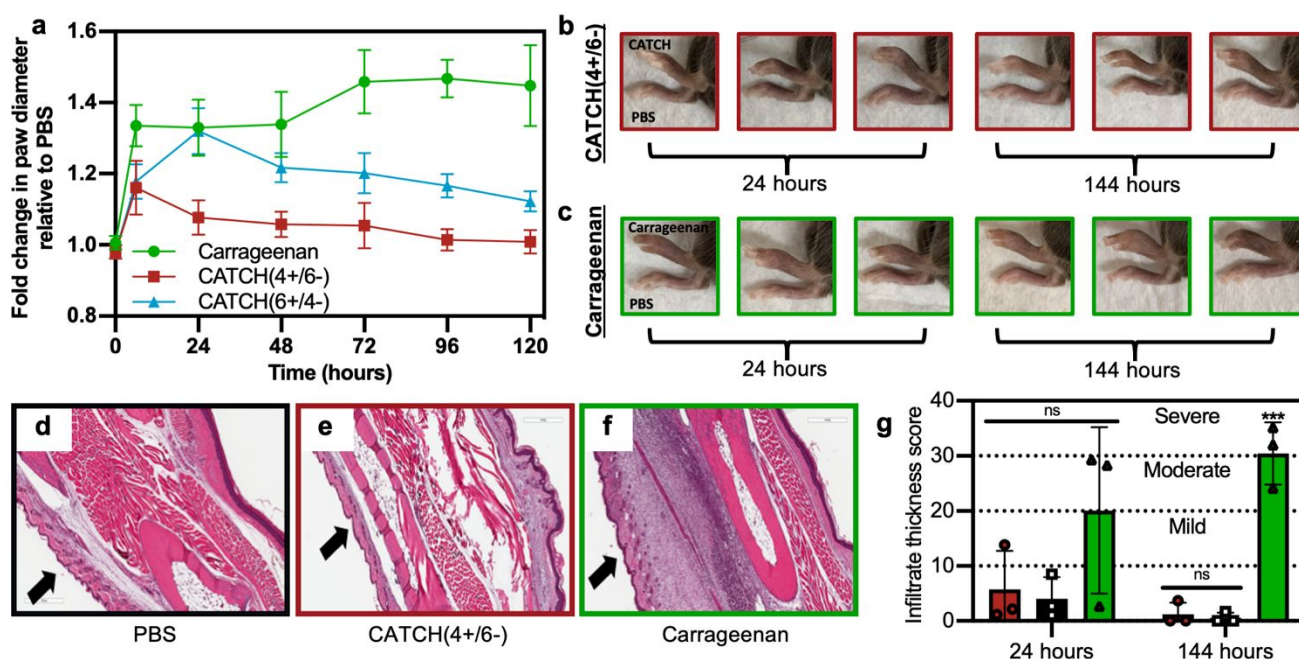 a
Fold change in paw diameter
relative to PBS
1.6
1.4
1.2
1.0
0.8
Carrageenan
CATCH(4+/6-)
CATCH(6+/4-)
0 24 48 72 96 120
Time (hours)
b
CATCH(4+/6-)
CATCH
PBS
24 hours 144 hours
c
Carrageenan
Carrageenan
PBS
24 hours 144 hours
d
PBS
e
CATCH(4+/6-)
f
Carrageenan
g
Infiltrate thickness score
40
30
20
10
0
ns Severe ***
Moderate
Mild
ns
24 hours 144 hours